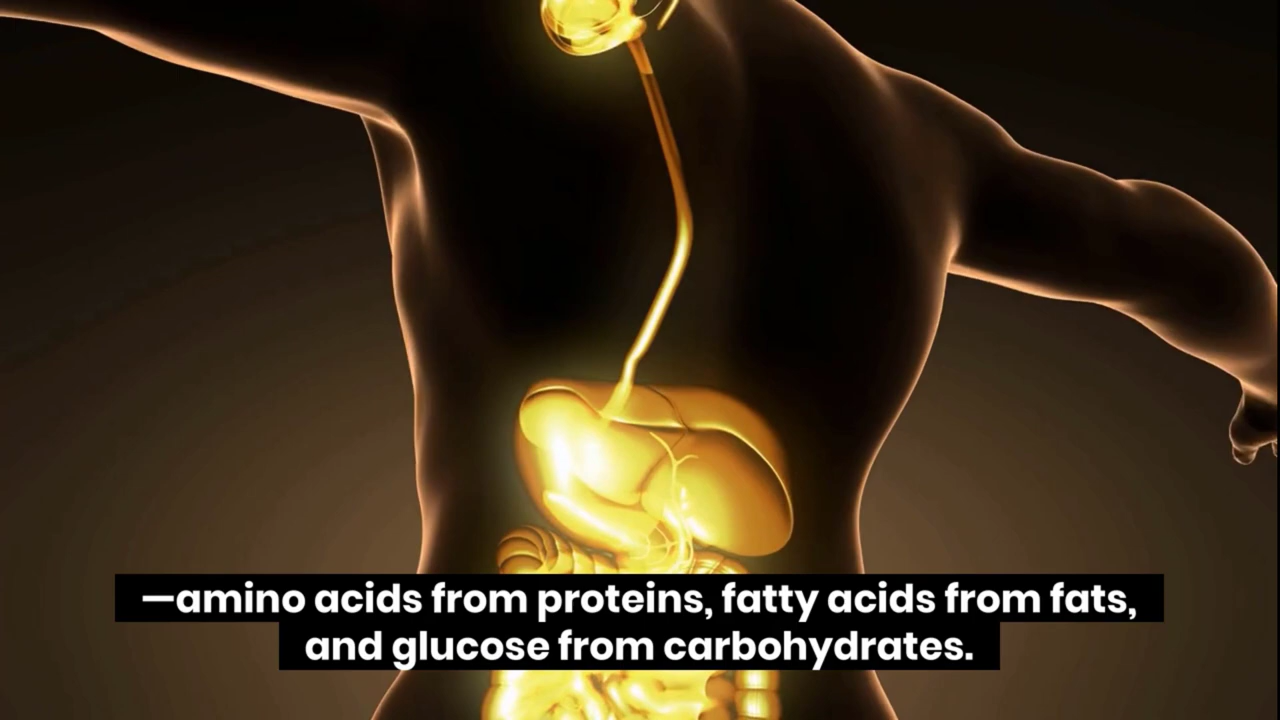 —amino acids from proteins, fatty acids from fats,
and glucose from carbohydrates.